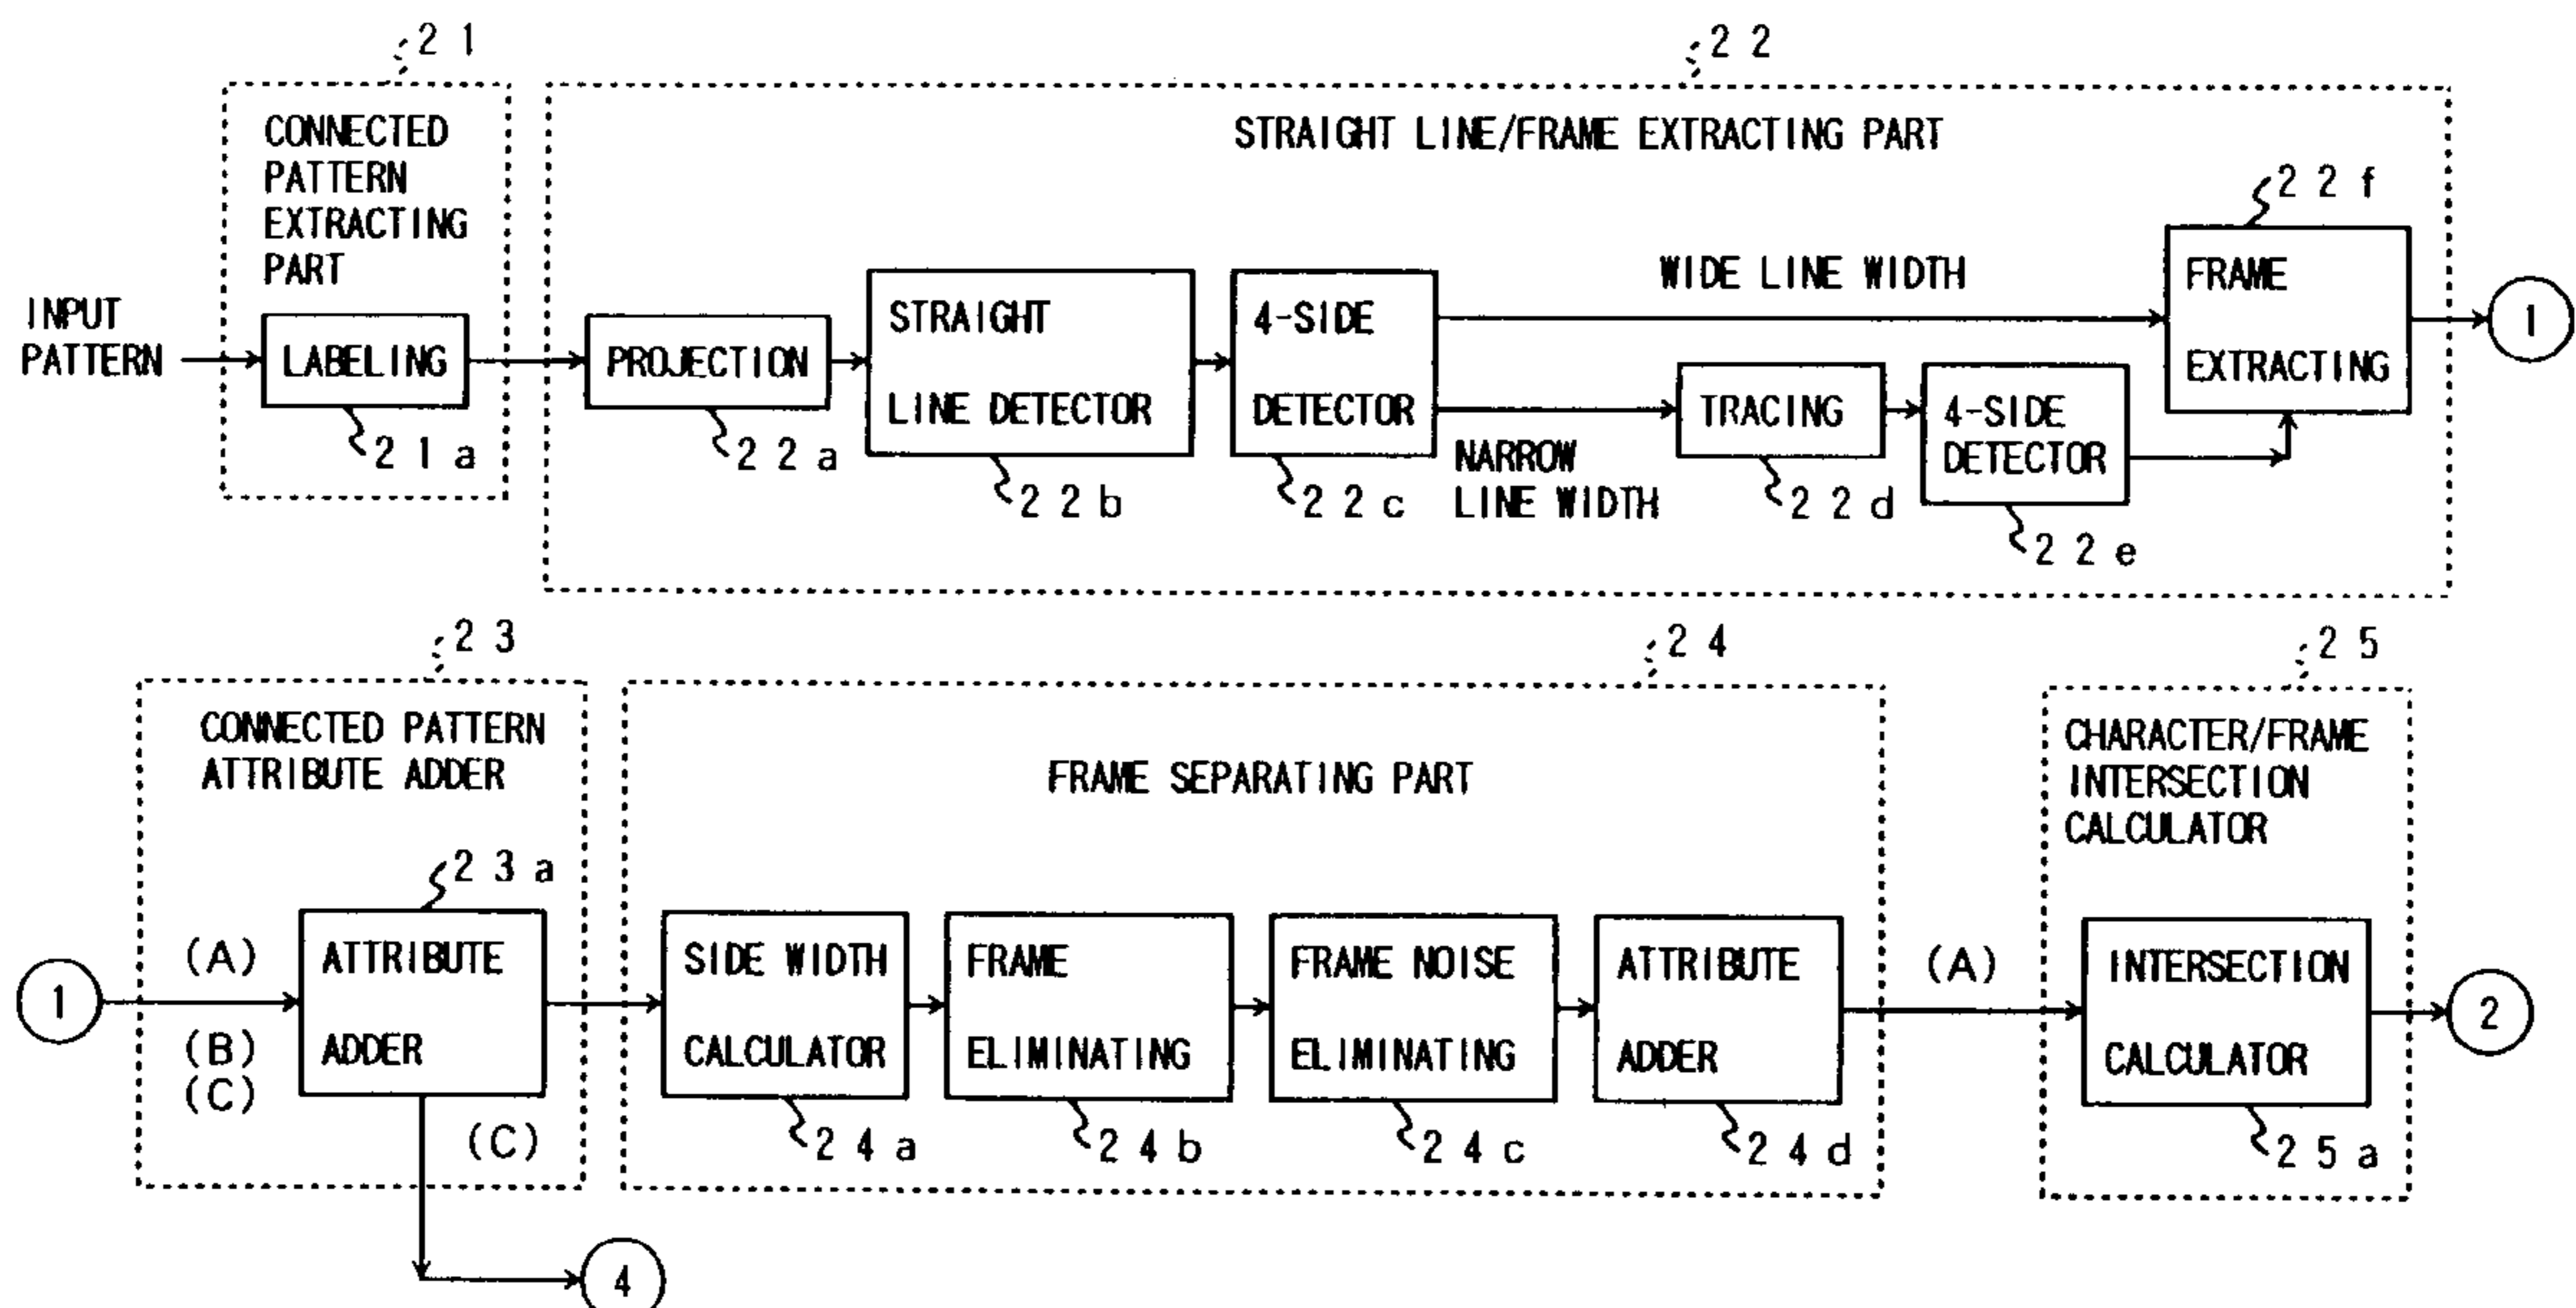 21
22
CONNECTED
PATTERN
EXTRACTING
PART
STRAIGHT LINE/FRAME EXTRACTING PART
22f
INPUT
PATTERN
LABELING
21a
PROJECTION
22a
STRAIGHT
LINE DETECTOR
22b
4-SIDE
DETECTOR
22c
WIDE LINE WIDTH
NARROW
LINE WIDTH
TRACING
22d
4-SIDE
DETECTOR
22e
FRAME
EXTRACTING
1
23
24
25
CONNECTED PATTERN
ATTRIBUTE ADDER
FRAME SEPARATING PART
CHARACTER/FRAME
INTERSECTION
CALCULATOR
23a
1
(A)
(B)
(C)
ATTRIBUTE
ADDER
(C)
4
SIDE WIDTH
CALCULATOR
24a
FRAME
ELIMINATING
24b
FRAME NOISE
ELIMINATING
24c
ATTRIBUTE
ADDER
24d
(A)
INTERSECTION
CALCULATOR
25a
2